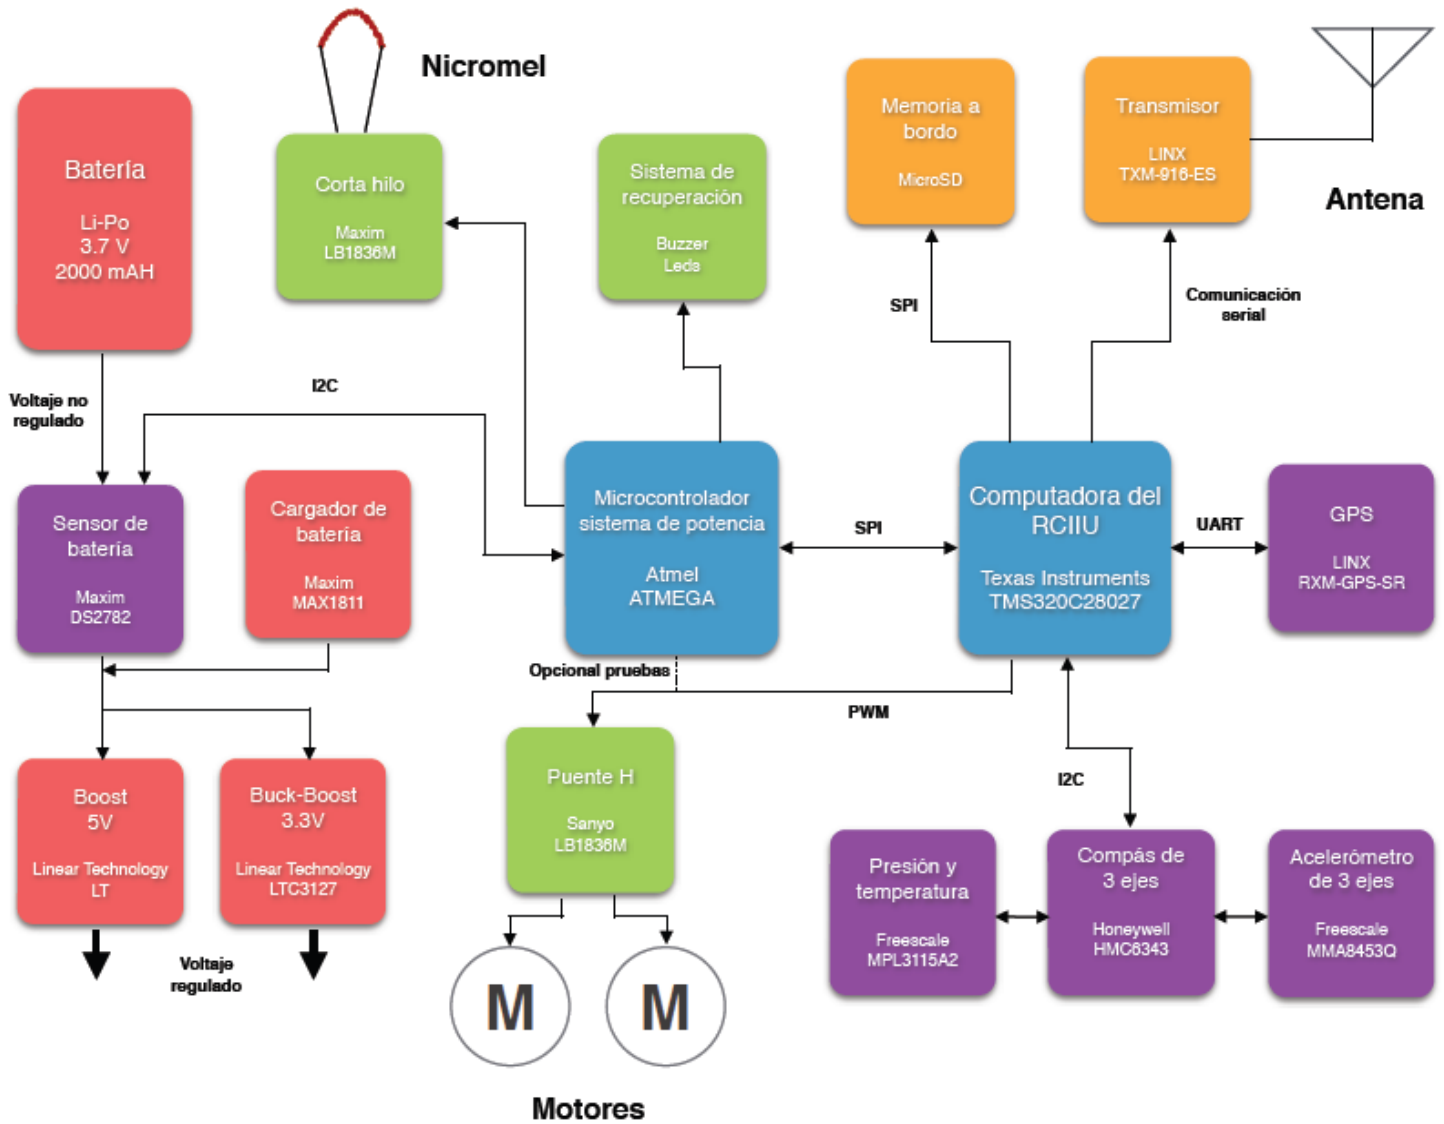 Nicromel
Batería
Li-Po
3.7 V
2000 mAH
Corta hilo
Maxim
LB1836M
Sistema de
recuperación
Buzzer
Leds
Memoria a
bordo
MicroSD
Transmisor
LINX
TXM-916-ES
Antena
SPI
Comunicación
serial
Voltaje no
regulado
I2C
Sensor de
batería
Maxim
DS2782
Cargador de
batería
Maxim
MAX1811
Microcontrolador
sistema de potencia
Atmel
ATMEGA
SPI
Computadora del
RCIIU
Texas Instruments
TMS320C28027
UART
GPS
LINX
RXM-GPS-SR
Opcional pruebas
PWM
I2C
Boost
5V
Linear Technology
LT
Buck-Boost
3.3V
Linear Technology
LTC3127
Voltaje
regulado
Puente H
Sanyo
LB1836M
M
M
Motores
Presión y
temperatura
Freescale
MPL3115A2
Compás de
3 ejes
Honeywell
HMC6343
Acelerómetro
de 3 ejes
Freescale
MMA8453Q